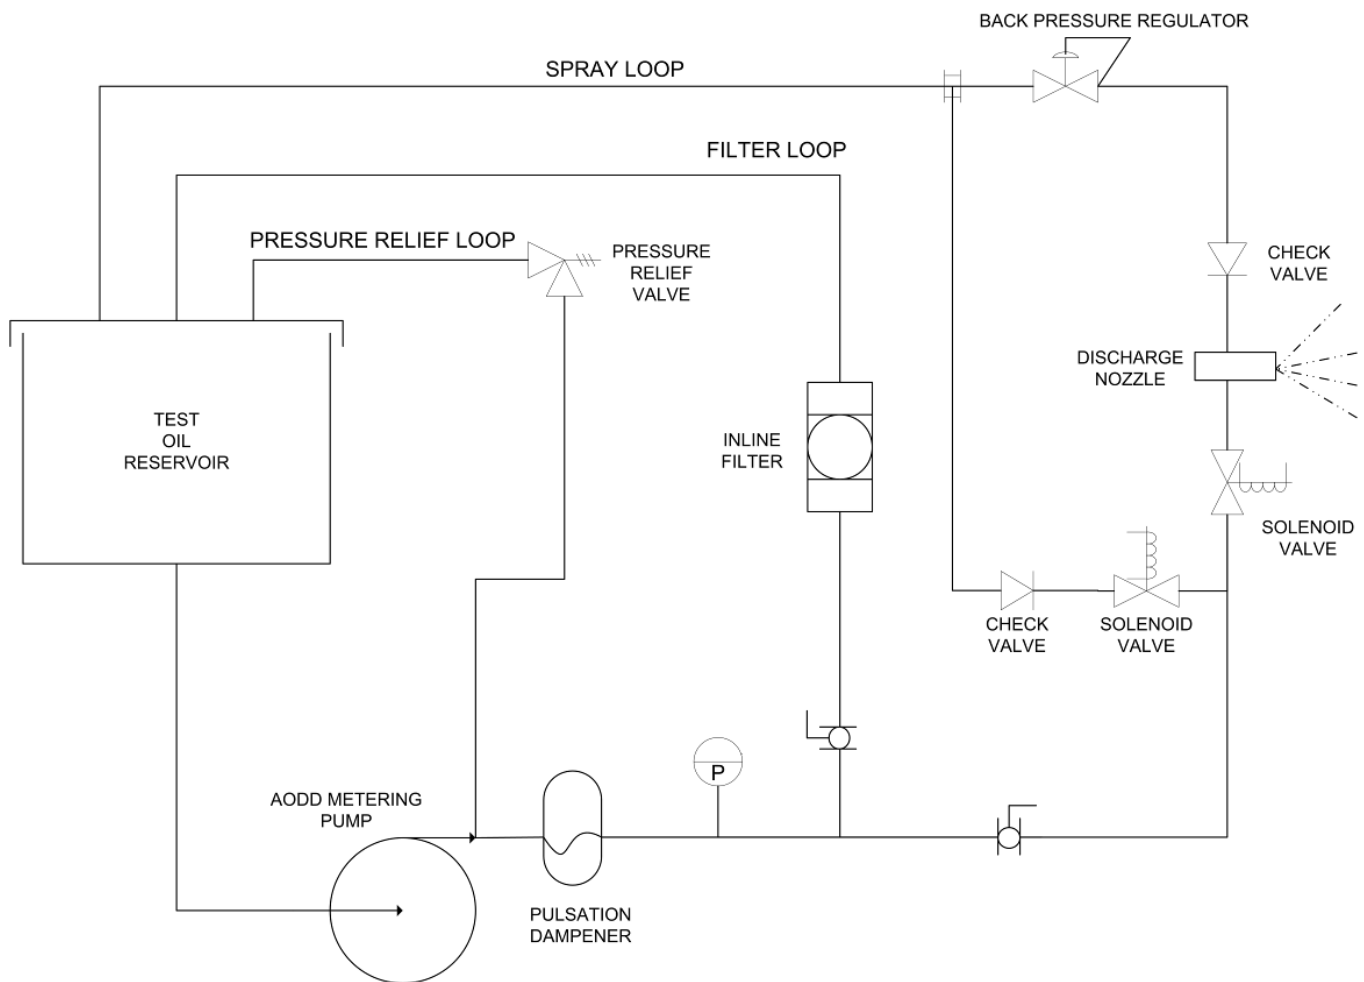 BACK PRESSURE REGULATOR
SPRAY LOOP
FILTER LOOP
PRESSURE RELIEF LOOP
PRESSURE
RELIEF
VALVE
CHECK
VALVE
DISCHARGE
NOZZLE
TEST
OIL
RESERVOIR
INLINE
FILTER
SOLENOID
VALVE
CHECK
VALVE
SOLENOID
VALVE
P
AODD METERING
PUMP
PULSATION
DAMPENER